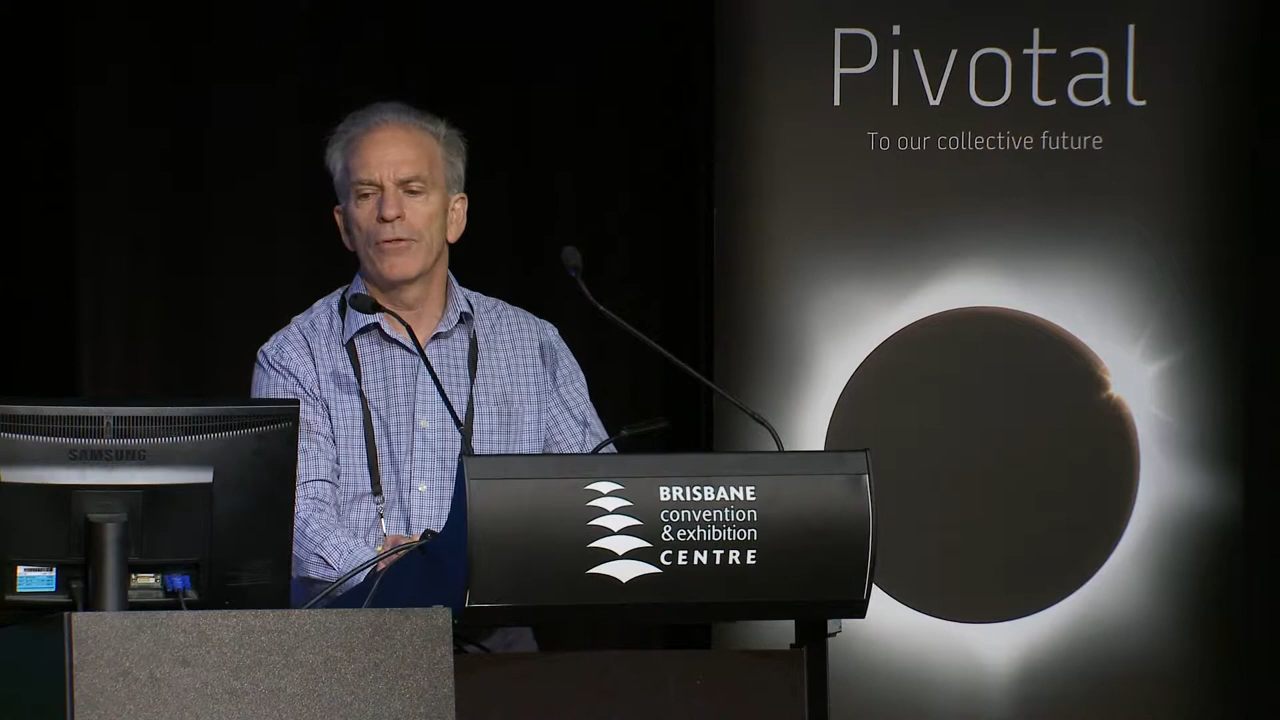 Pivotal
To our collective future
SAMSUNG
BRISBANE
convention
& exhibition
CENTRE